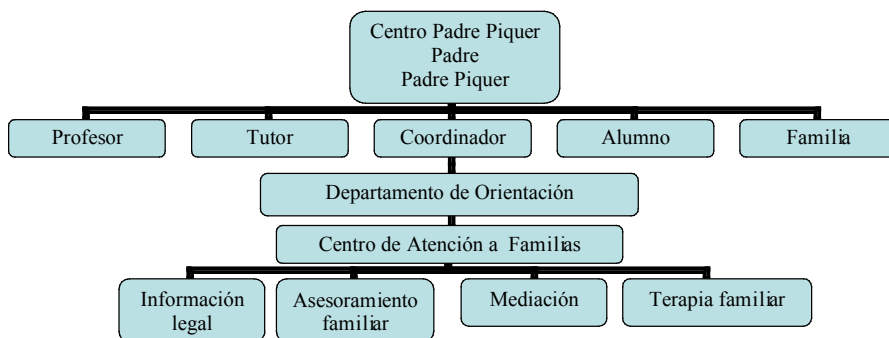 Centro Padre Piquer
Padre
Padre Piquer
Profesor
Tutor
Coordinador
Alumno
Familia
Departamento de Orientación
Centro de Atención a Familias
Información
legal
Asesoramiento
familiar
Mediación
Terapia familiar